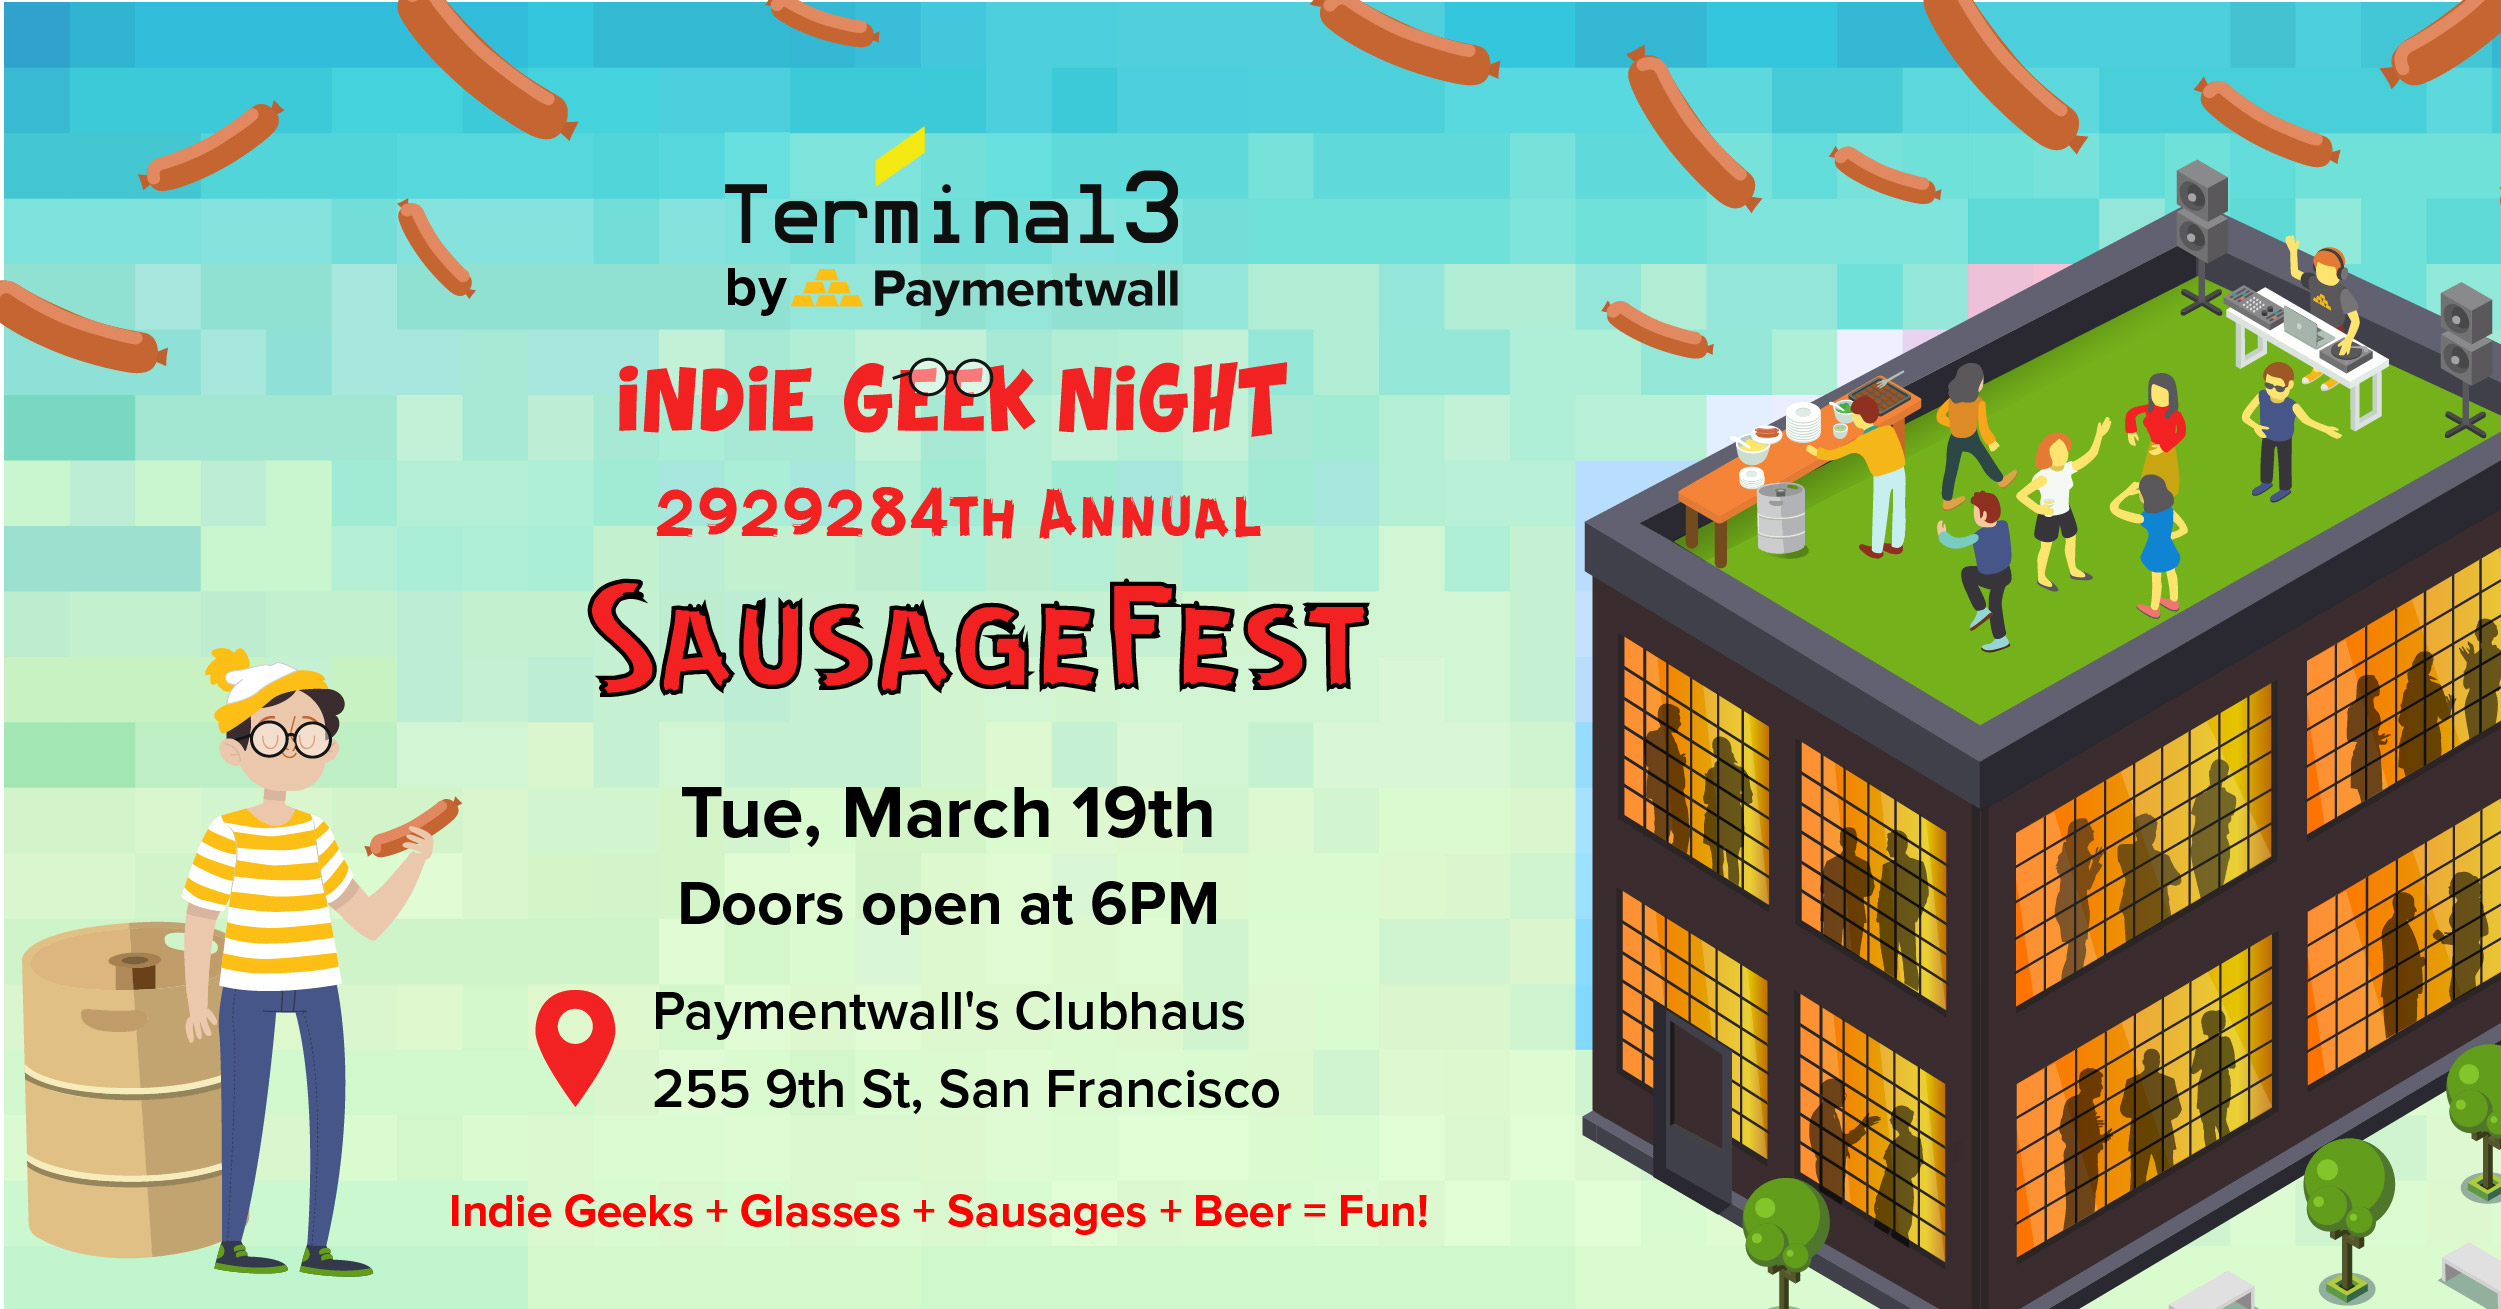 Terminal3
by Paymentwall
iNDiE GEEK NiGHT
2929284TH ANNUAL
SAUSAGEFEST
Tue, March 19th
Doors open at 6PM
Paymentwall's Clubhaus
255 9th St, San Francisco
Indie Geeks + Glasses + Sausages + Beer = Fun!